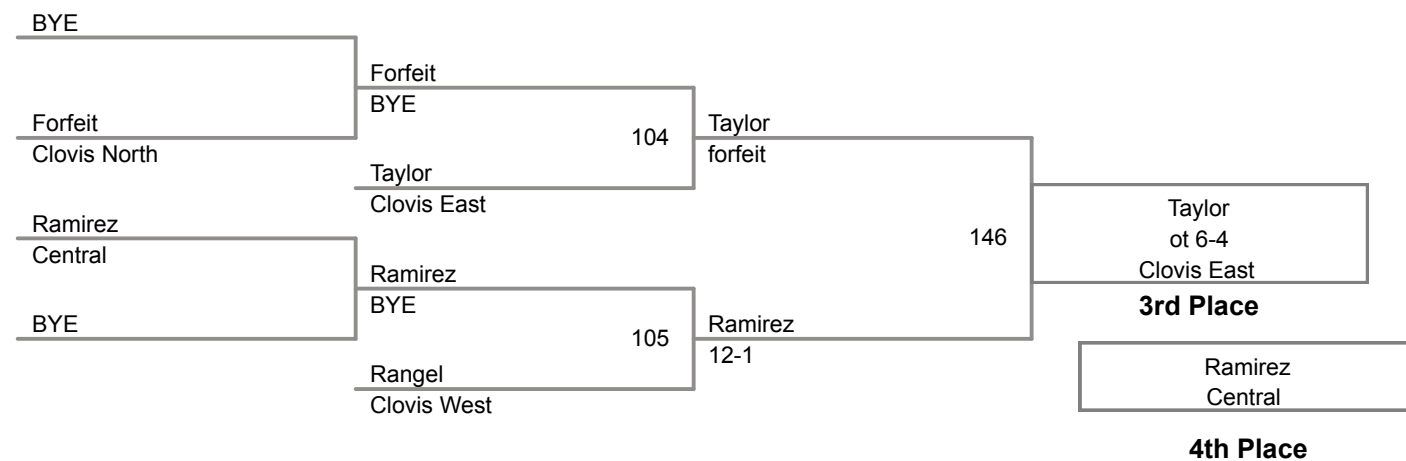 BYE
Forfeit
BYE
Forfeit
Clovis North
104
Taylor
forfeit
Taylor
Clovis East
Ramirez
Central
146
Taylor
ot 6-4
Clovis East
3rd Place
Ramirez
BYE
BYE
105
Ramirez
12-1
Rangel
Clovis West
Ramirez
Central
4th Place